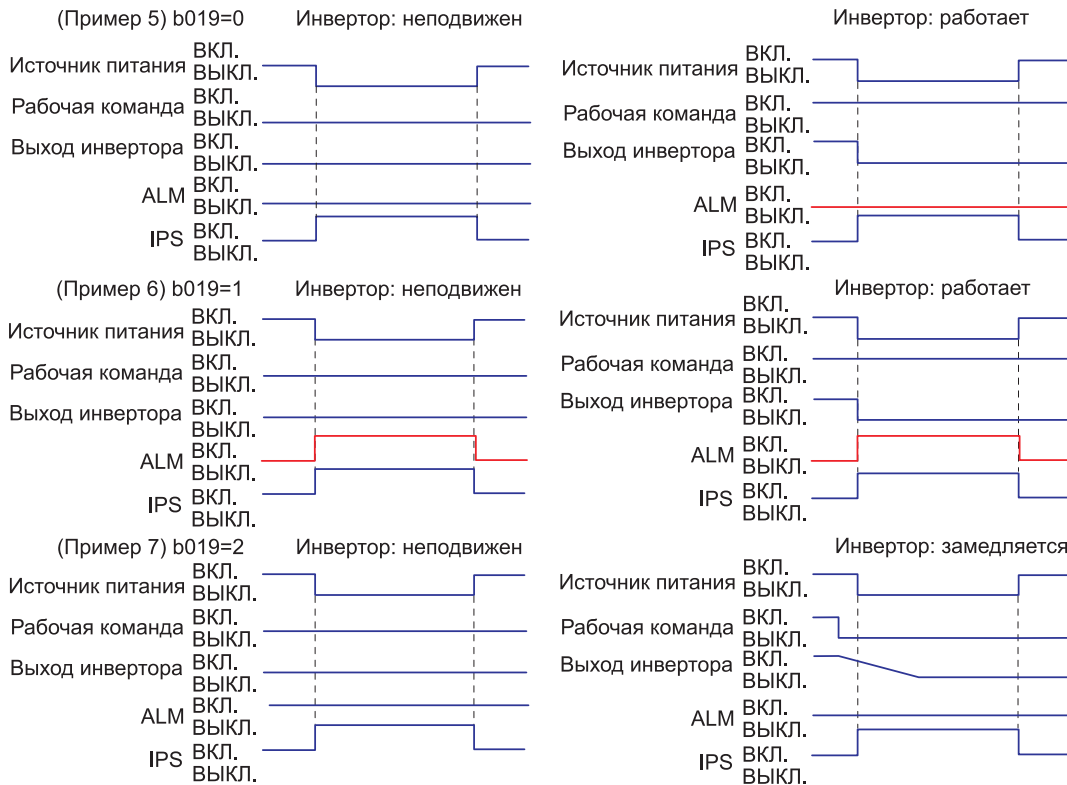 (Пример 5) b019=0 Инвертор: неподвижен
Источник питания ВКЛ.
ВЫКЛ.
Рабочая команда ВКЛ.
ВЫКЛ.
Выход инвертора ВКЛ.
ВЫКЛ.
ALM ВКЛ.
ВЫКЛ.
IPS ВКЛ.
ВЫКЛ.
Инвертор: работает
Источник питания ВКЛ.
ВЫКЛ.
Рабочая команда ВКЛ.
ВЫКЛ.
Выход инвертора ВКЛ.
ВЫКЛ.
ALM ВКЛ.
ВЫКЛ.
IPS ВКЛ.
ВЫКЛ.
(Пример 6) b019=1 Инвертор: неподвижен
Источник питания ВКЛ.
ВЫКЛ.
Рабочая команда ВКЛ.
ВЫКЛ.
Выход инвертора ВКЛ.
ВЫКЛ.
ALM ВКЛ.
ВЫКЛ.
IPS ВКЛ.
ВЫКЛ.
Инвертор: работает
Источник питания ВКЛ.
ВЫКЛ.
Рабочая команда ВКЛ.
ВЫКЛ.
Выход инвертора ВКЛ.
ВЫКЛ.
ALM ВКЛ.
ВЫКЛ.
IPS ВКЛ.
ВЫКЛ.
(Пример 7) b019=2 Инвертор: неподвижен
Источник питания ВКЛ.
ВЫКЛ.
Рабочая команда ВКЛ.
ВЫКЛ.
Выход инвертора ВКЛ.
ВЫКЛ.
ALM ВКЛ.
ВЫКЛ.
IPS ВКЛ.
ВЫКЛ.
Инвертор: замедляется
Источник питания ВКЛ.
ВЫКЛ.
Рабочая команда ВКЛ.
ВЫКЛ.
Выход инвертора ВКЛ.
ВЫКЛ.
ALM ВКЛ.
ВЫКЛ.
IPS ВКЛ.
ВЫКЛ.